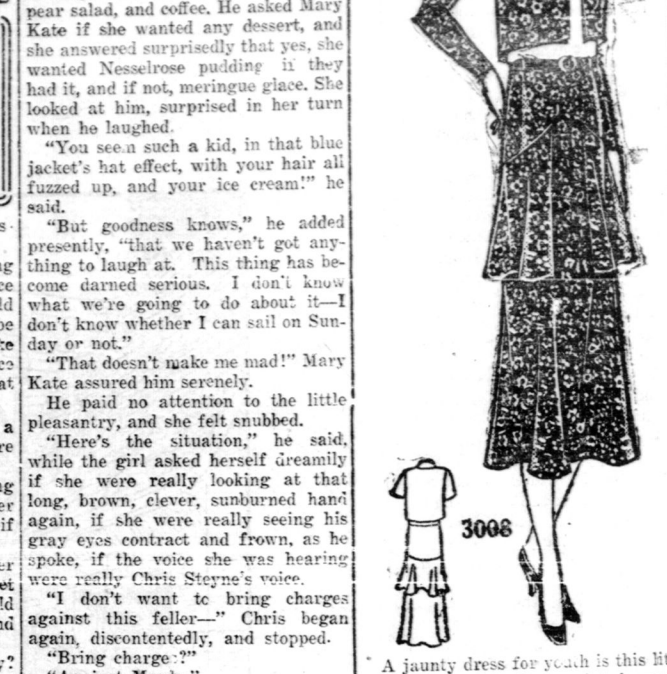 pear salad, and coffee. He asked Mary
Kate if she wanted any dessert, and
she answered surprisedly that yes, she
wanted Nesselrose pudding if they
had it, and if not, meringue glace. She
looked at him, surprised in her turn
when he laughed.
"You seem such a kid, in that blue
jacket's hat effect, with your hair all
fuzzed up, and your ice cream!" he
said.
"But goodness knows," he added
presently, "that we haven't got any-
thing to laugh at. This thing has be-
come darned serious. I don't know
what we're going to do about it—I
don't know whether I can sail on Sun-
day or not."
"That doesn't make me mad!" Mary
Kate assured him serenely.
He paid no attention to the little
pleasantry, and she felt snubbed.
"Here's the situation," he said,
while the girl asked herself dreamily
if she were really looking at that
long, brown, clever, sunburned hand
again, if she were really seeing his
gray eyes contract and frown, as he
spoke, if the voice she was hearing
were really Chris Steyne's voice.
"I don't want to bring charges
against this feller—" Chris began
again, discontentedly, and stopped.
"Bring charges?"
3008
A jaunty dress for youth is this lit